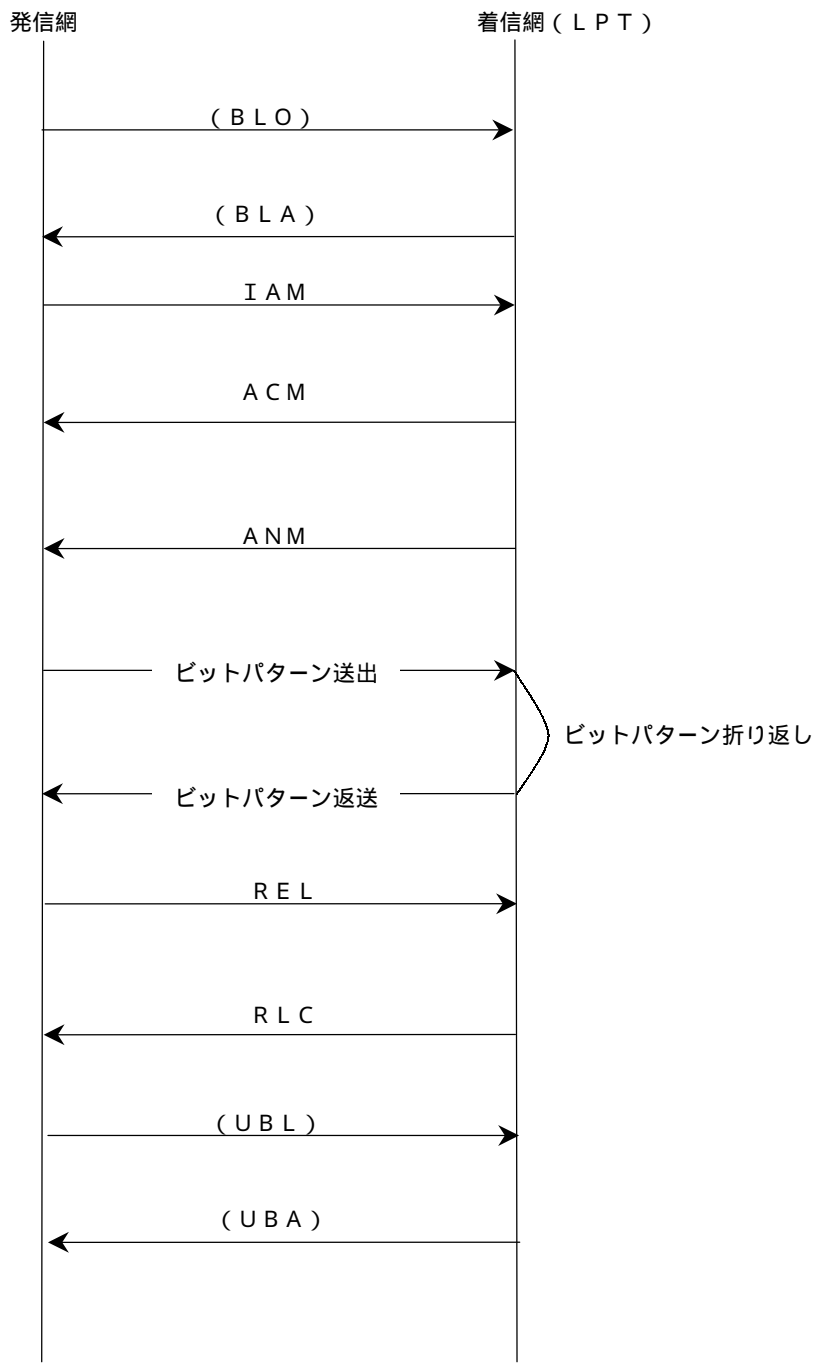 発信網
着信網（ＬＰＴ）
（ＢＬＯ）
（ＢＬＡ）
ＩＡＭ
ＡＣＭ
ＡＮＭ
ビットパターン送出
ビットパターン折り返し
ビットパターン返送
ＲＥＬ
ＲＬＣ
（ＵＢＬ）
（ＵＢＡ）